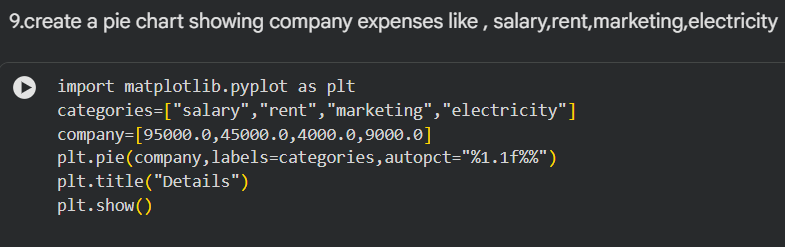 9.create a pie chart showing company expenses like , salary,rent,marketing,electricity
import matplotlib.pyplot as plt
categories=["salary","rent","marketing","electricity"]
company=[95000.0,45000.0,4000.0,9000.0]
plt.pie(company,labels=categories,autopct="%1.1f%%")
plt.title("Details")
plt.show()